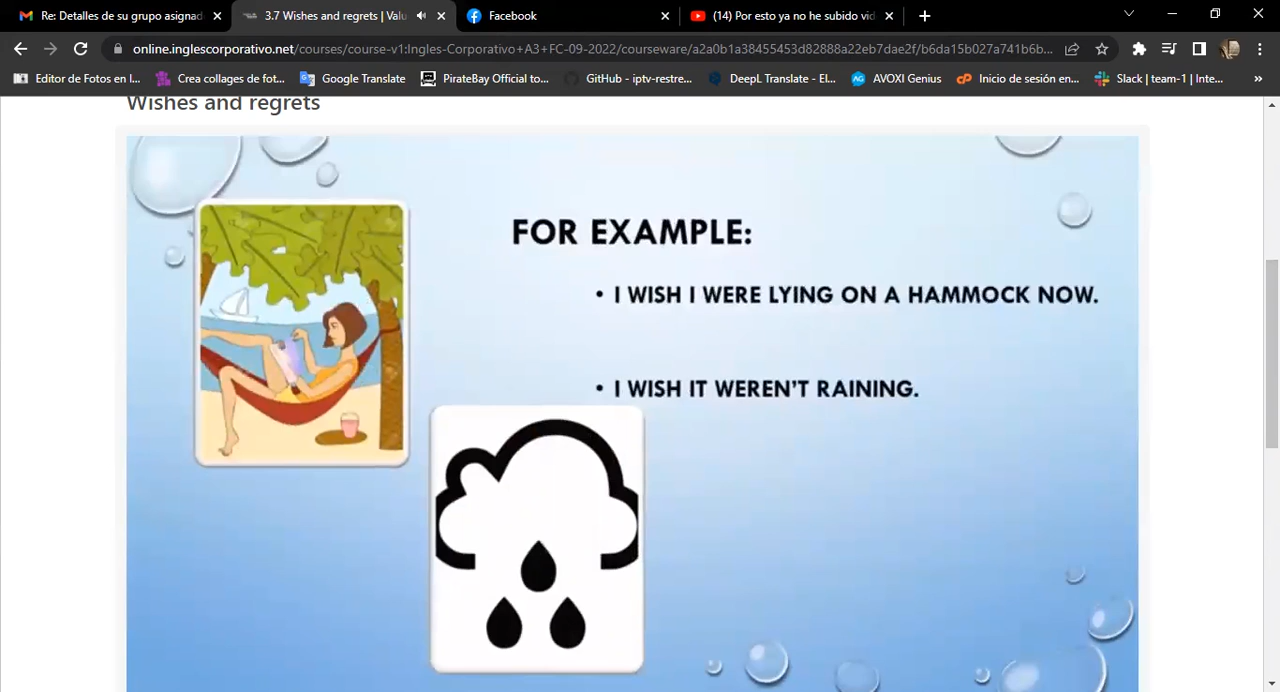 Re: Detalles de su grupo asignad
3.7 Wishes and regrets | Valu
Facebook
(14) Por esto ya no he subido vid
online.inglescorporativo.net/courses/course-v1:Ingles-Corporativo+A3+FC-09-2022/courseware/a2a0b1a38455453d82888a22eb7dae2f/b6da15b027a741b6b...
Editor de Fotos en l...
Crea collages de fot...
Google Translate
PirateBay Official to...
GitHub - iptv-restre...
DeepL Translate - El...
AG
AVOXI Genius
cP
Inicio de sesión en...
Slack | team-1 | Inte...
»
Wishes and regrets
FOR EXAMPLE:
• I WISH I WERE LYING ON A HAMMOCK NOW.
• I WISH IT WEREN'T RAINING.